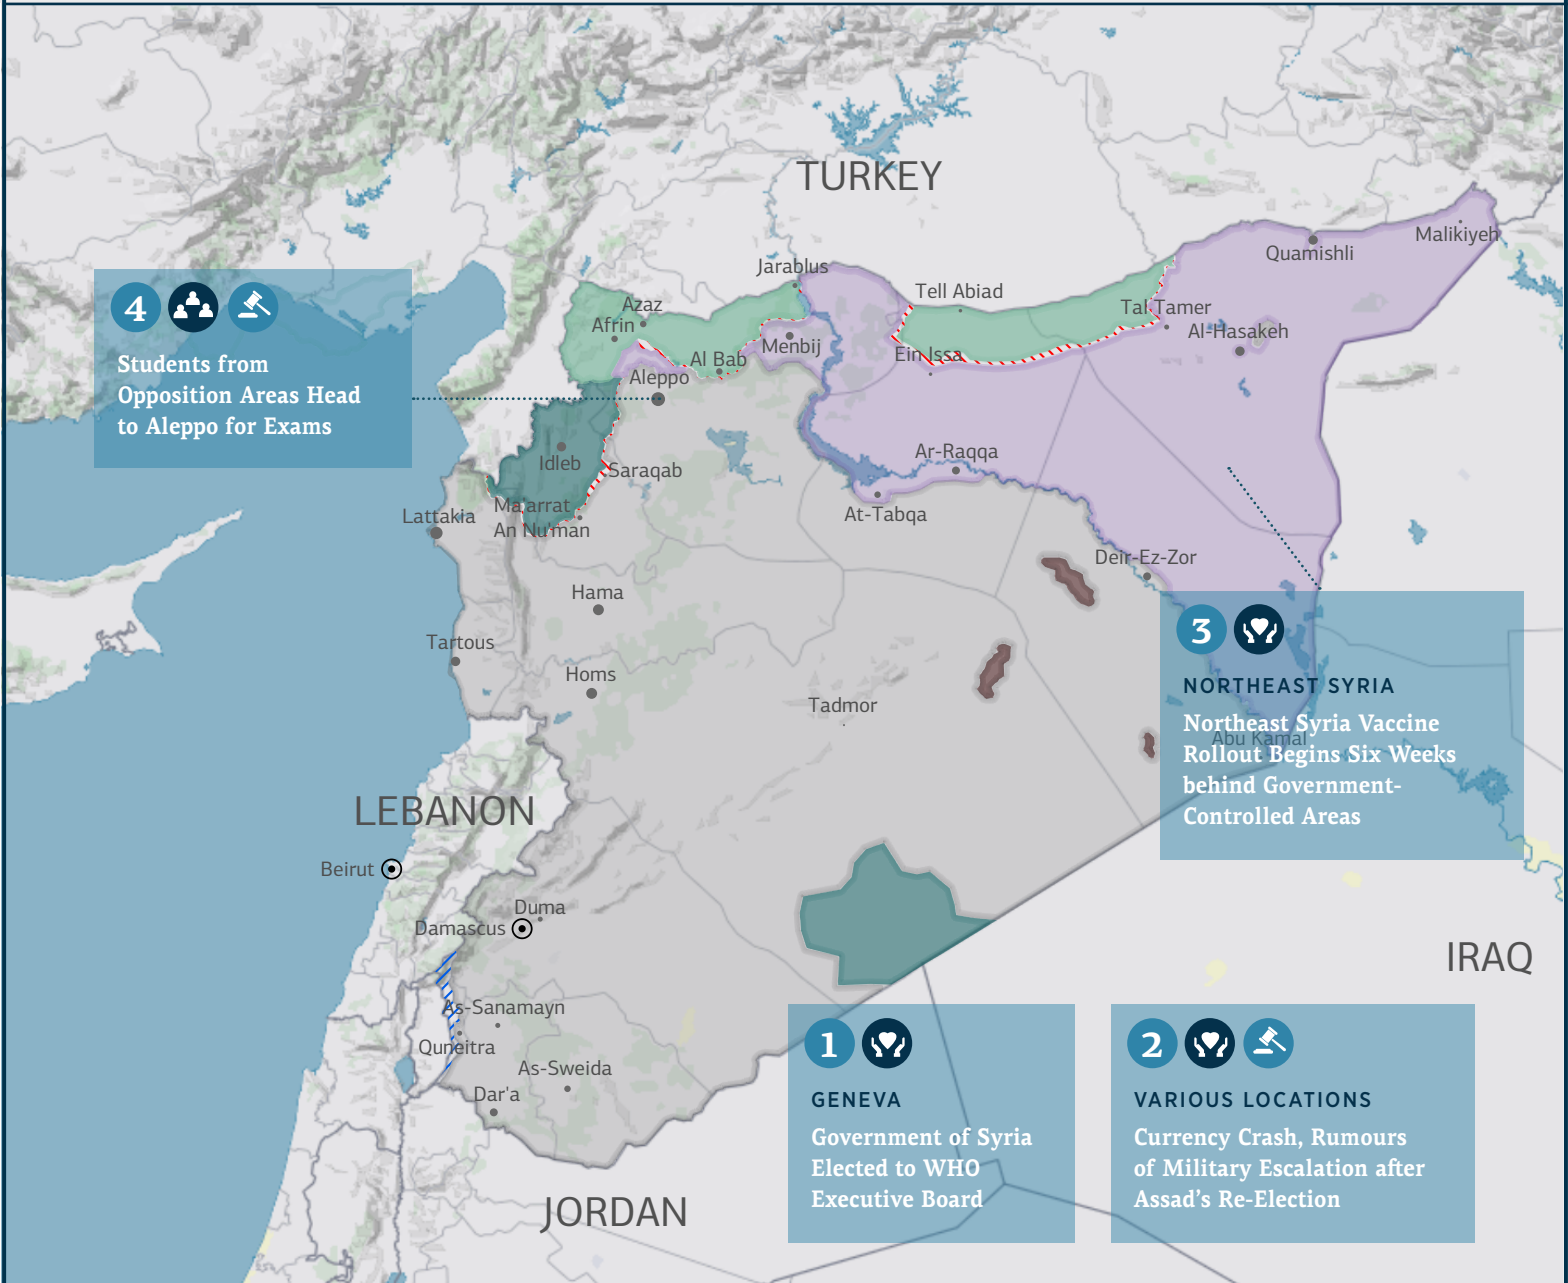 TURKEY
Malikiyeh
Quamishli
Jarablus
Tell Abiad
Tal Tamer
Al-Hasakeh
Azaz
Afrin
Menbij
Ein Issa
Al Bab
Aleppo
4
Students from
Opposition Areas Head
to Aleppo for Exams
Idleb
Saraqab
Ar-Raqqa
Ma'arrat
An Nu'man
Lattakia
At-Tabqa
Deir-Ez-Zor
Hama
Tartous
Homs
Tadmor
3
NORTHEAST SYRIA
Northeast Syria Vaccine
Rollout Begins Six Weeks
behind Government-
Controlled Areas
Abu Kamal
LEBANON
Beirut
Duma
Damascus
IRAQ
As-Sanamayn
Quneitra
As-Sweida
Dar'a
JORDAN
1
GENEVA
Government of Syria
Elected to WHO
Executive Board
2
VARIOUS LOCATIONS
Currency Crash, Rumours
of Military Escalation after
Assad's Re-Election